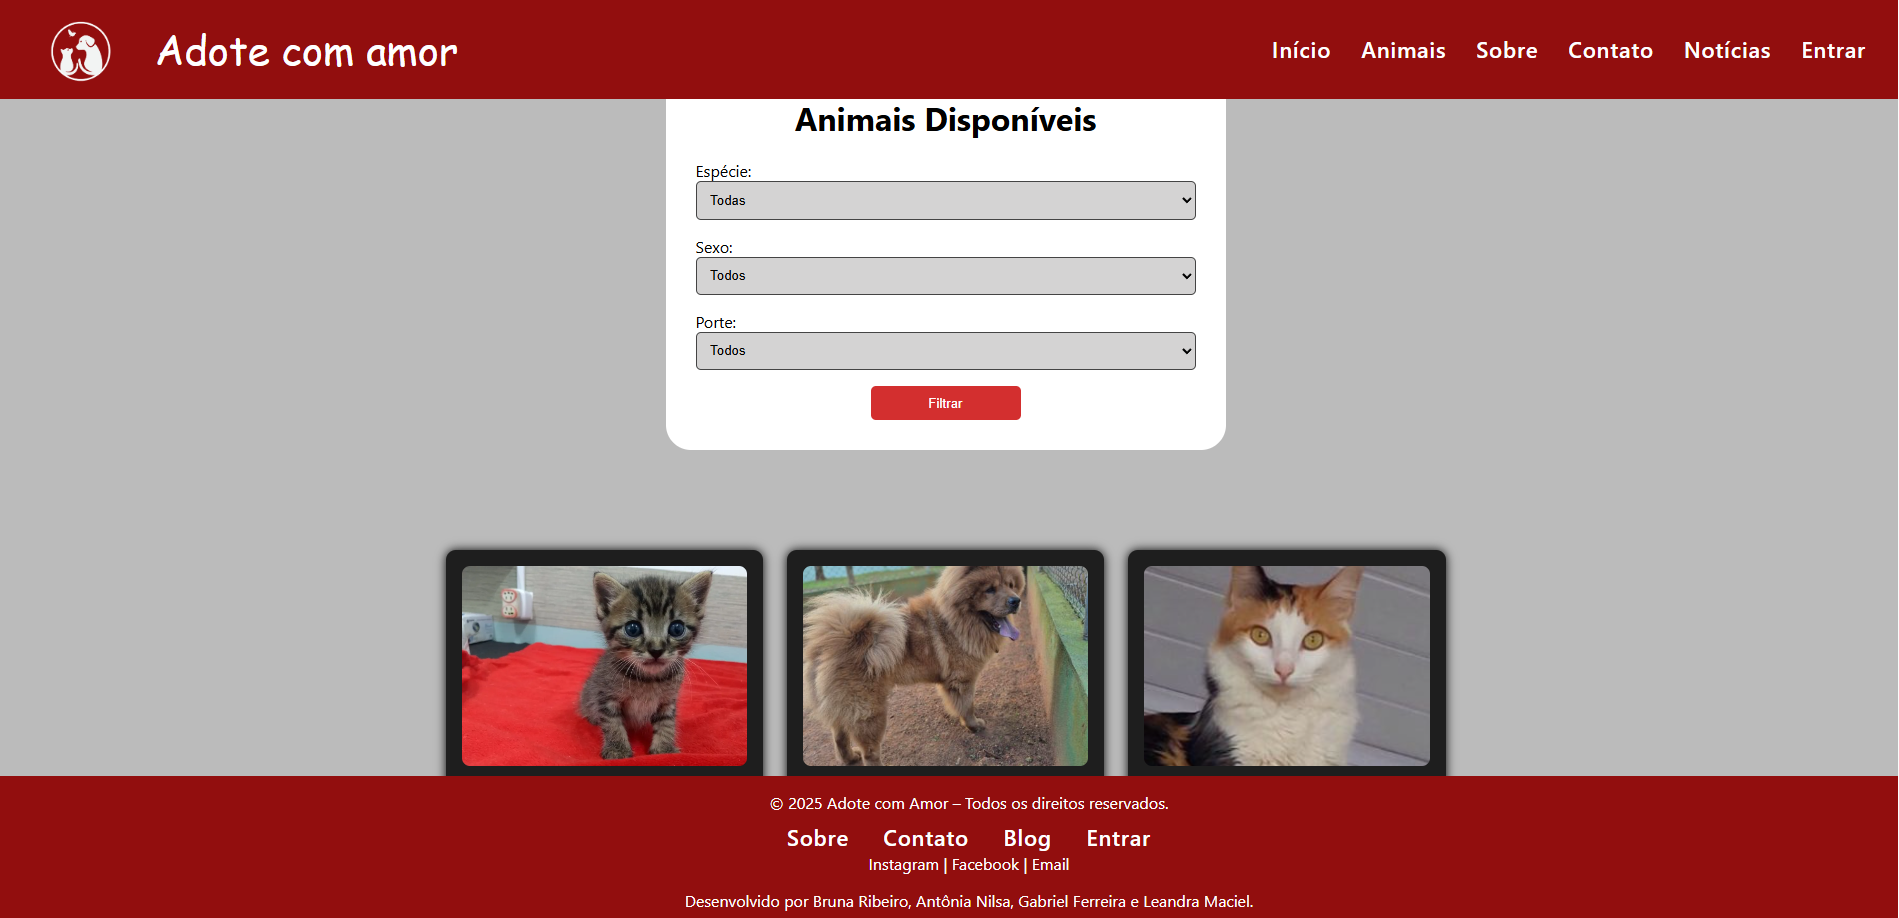 Adote com amor
Início Animais Sobre Contato Notícias Entrar
Animais Disponíveis
Espécie:
Todas
Sexo:
Todos
Porte:
Todos
Filtrar
© 2025 Adote com Amor – Todos os direitos reservados.
Sobre Contato Blog Entrar
Instagram | Facebook | Email
Desenvolvido por Bruna Ribeiro, Antônia Nilsa, Gabriel Ferreira e Leandra Maciel.